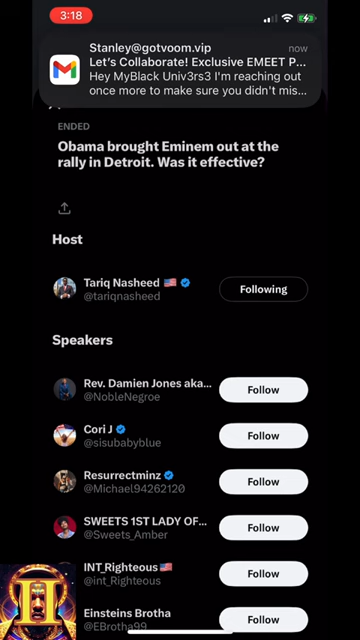 3:18
Stanley@gotvoom.vip now
Let's Collaborate! Exclusive EMEET P...
Hey MyBlack Univ3rs3 I'm reaching out
once more to make sure you didn't mis...
ENDED
Obama brought Eminem out at the
rally in Detroit. Was it effective?
Host
Tariq Nasheed
@tariqnasheed
Following
Speakers
Rev. Damien Jones aka...
@NobleNegroe
Follow
Cori J
@sisubabyblue
Follow
Resurrectminz
@Michael94262120
Follow
SWEETS 1ST LADY OF...
@Sweets_Amber
Follow
INT_Righteous
@int_Righteous
Follow
Einsteins Brotha
@EBrotha99
Follow